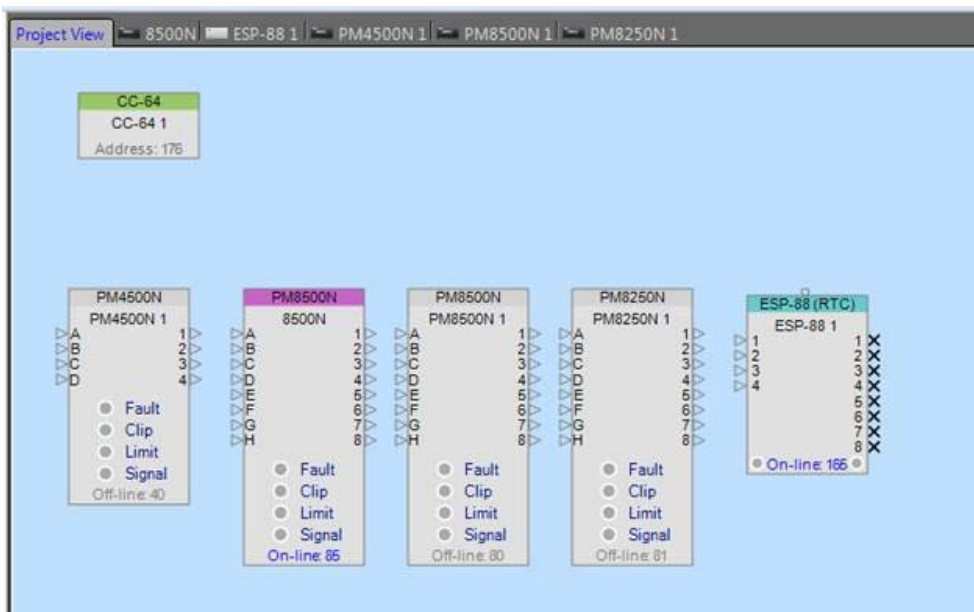 Project View 8500N ESP-88 1 PM4500N 1 PM8500N 1 PM8250N 1
CC-64
CC-64 1
Address: 176
PM4500N
PM4500N 1
A 1
B 2
C 3
D 4
Fault
Clip
Limit
Signal
Off-line: 40
PM8500N
8500N
A 1
B 2
C 3
D 4
E 5
F 6
G 7
H 8
Fault
Clip
Limit
Signal
On-line: 85
PM8500N
PM8500N 1
A 1
B 2
C 3
D 4
E 5
F 6
G 7
H 8
Fault
Clip
Limit
Signal
Off-line: 80
PM8250N
PM8250N 1
A 1
B 2
C 3
D 4
E 5
F 6
G 7
H 8
Fault
Clip
Limit
Signal
Off-line: 81
ESP-88 (RTC)
ESP-88 1
1 1
2 2
3 3
4 4
5
6
7
8
On-line: 165